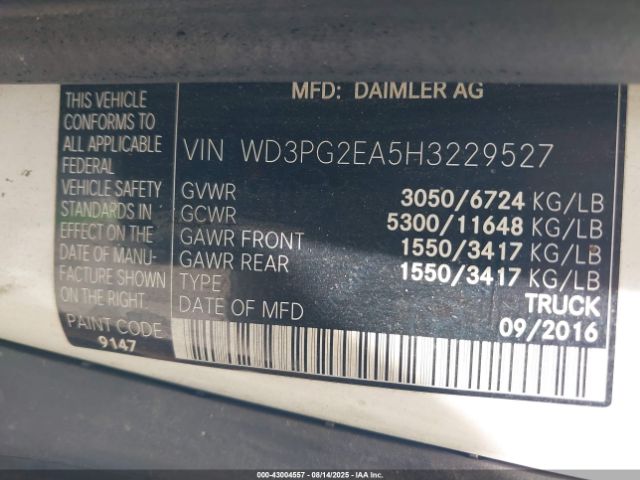 MFD: DAIMLER AG
THIS VEHICLE
CONFORMS TO
ALL APPLICABLE
FEDERAL
VEHICLE SAFETY
STANDARDS IN
EFFECT ON THE
DATE OF MANU-
FACTURE SHOWN
ON THE RIGHT.
PAINT CODE
9147
VIN WD3PG2EA5H3229527
GVWR 3050/6724 KG/LB
GCWR 5300/11648 KG/LB
GAWR FRONT 1550/3417 KG/LB
GAWR REAR 1550/3417 KG/LB
TYPE TRUCK
DATE OF MFD 09/2016
000-43004557 - 08/14/2025 - IAA Inc.